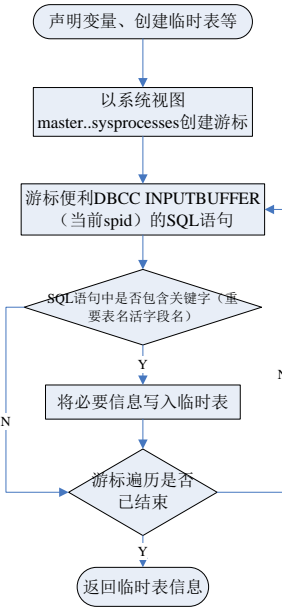 声明变量、创建临时表等
以系统视图
master..sysprocesses创建游标
游标便利DBCC INPUTBUFFER
（当前spid）的SQL语句
SQL语句中是否包含关键字（重
要表名活字段名）
Y
N
将必要信息写入临时表
N
游标遍历是否
已结束
Y
返回临时表信息